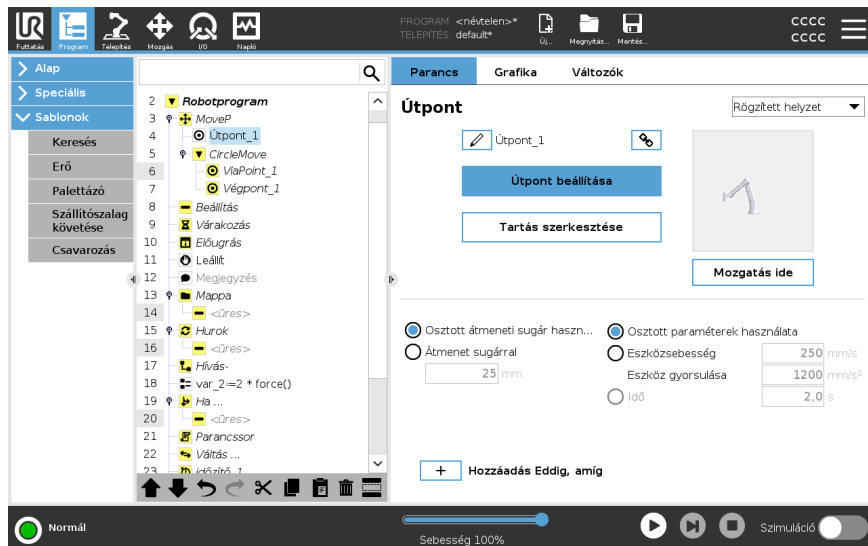 PROGRAM <névtelen>*
TELEPÍTÉS default*
CCCC
CCCC
Futtatás Program Telepítés Mozgás I/O Napló Új... Megnyitás... Mentés...
Alap
Speciális
Sablonok
Keresés
Erő
Palettázó
Szállítószalag
követése
Csavarozás
2 Robotprogram
3 MoveP
4 Útpont_1
5 CircleMove
6 ViaPoint_1
7 Végpont_1
8 Beállítás
9 Várakozás
10 Előugrás
11 Leállít
12 Megjegyzés
13 Mappa
14 <üres>
15 Hurok
16 <üres>
17 Hívás-
18 var_2≔2 * force()
19 Ha ...
20 <üres>
21 Parancssor
22 Váltás ...
23 időzítő_1
Parancs Grafika Változók
Útpont
Rögzített helyzet
Útpont_1
Útpont beállítása
Tartás szerkesztése
Mozgatás ide
Osztott átmeneti sugár haszn...
Átmenet sugárral
25 mm
Osztott paraméterek használata
Eszközsebesség 250 mm/s
Eszköz gyorsulása 1200 mm/s²
Idő 2,0 s
+ Hozzáadás Eddig, amíg
Normál
Sebesség 100%
Szimuláció